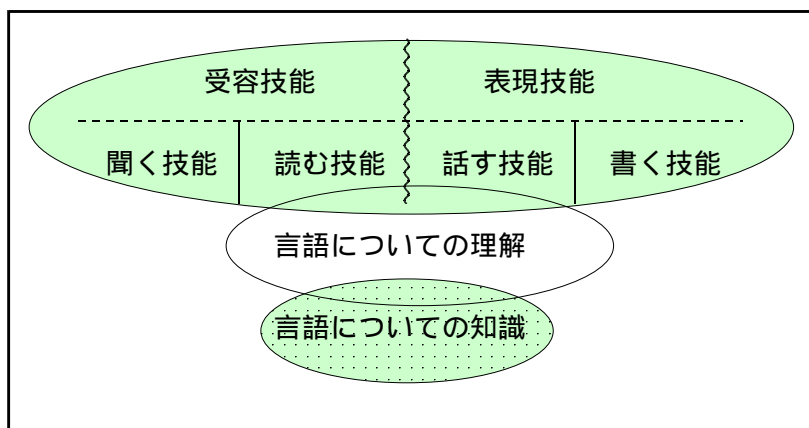 受容技能 表現技能
聞く技能 読む技能 話す技能 書く技能
言語についての理解
言語についての知識